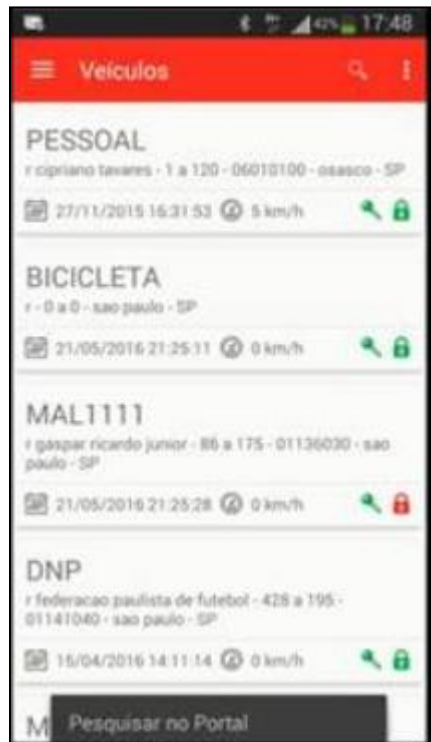 42% 17:48
Veículos
PESSOAL
r cipriano tavares - 1 a 120 - 06010100 - osasco - SP
27/11/2015 16:31:53 5 km/h
BICICLETA
r - 0 a 0 - sao paulo - SP
21/05/2016 21:25:11 0 km/h
MAL1111
r gaspar ricardo junior - 86 a 175 - 01136030 - sao
paulo - SP
21/05/2016 21:25:28 0 km/h
DNP
r federacao paulista de futebol - 428 a 195 -
01141040 - sao paulo - SP
15/04/2016 14:11:14 0 km/h
M
Pesquisar no Portal